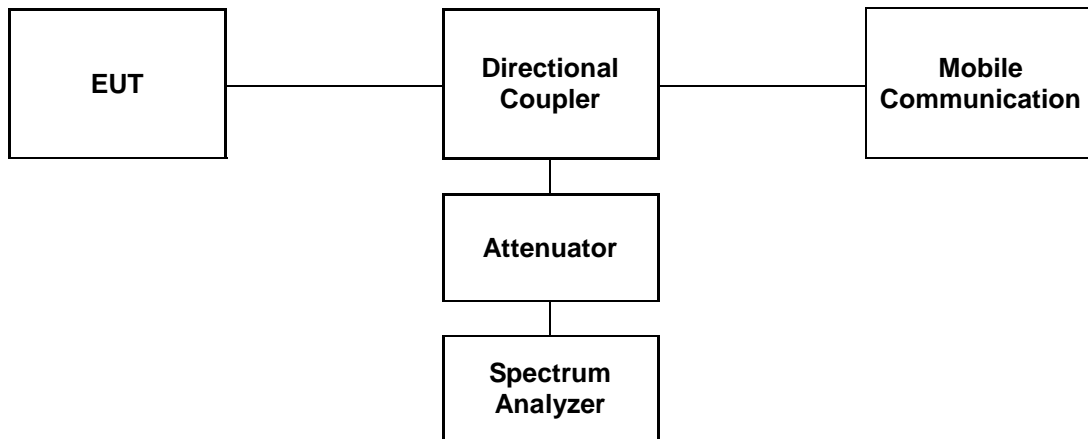 EUT
Directional
Coupler
Mobile
Communication
Attenuator
Spectrum
Analyzer